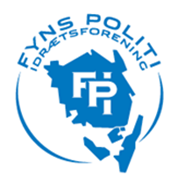 FYNS POLITI
IDRÆTSFORENING
FPI